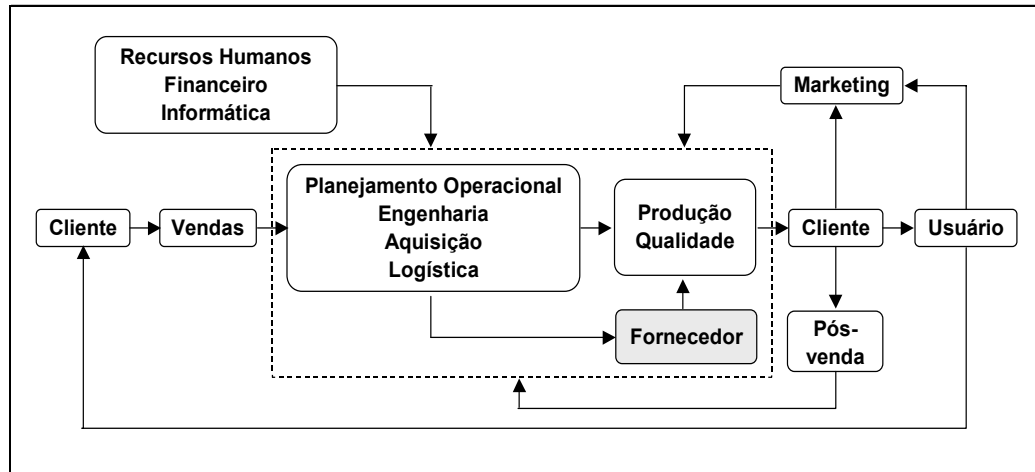 Recursos Humanos
Financeiro
Informática
Marketing
Planejamento Operacional
Engenharia
Aquisição
Logística
Produção
Qualidade
Cliente
Vendas
Cliente
Usuário
Fornecedor
Pós-
venda